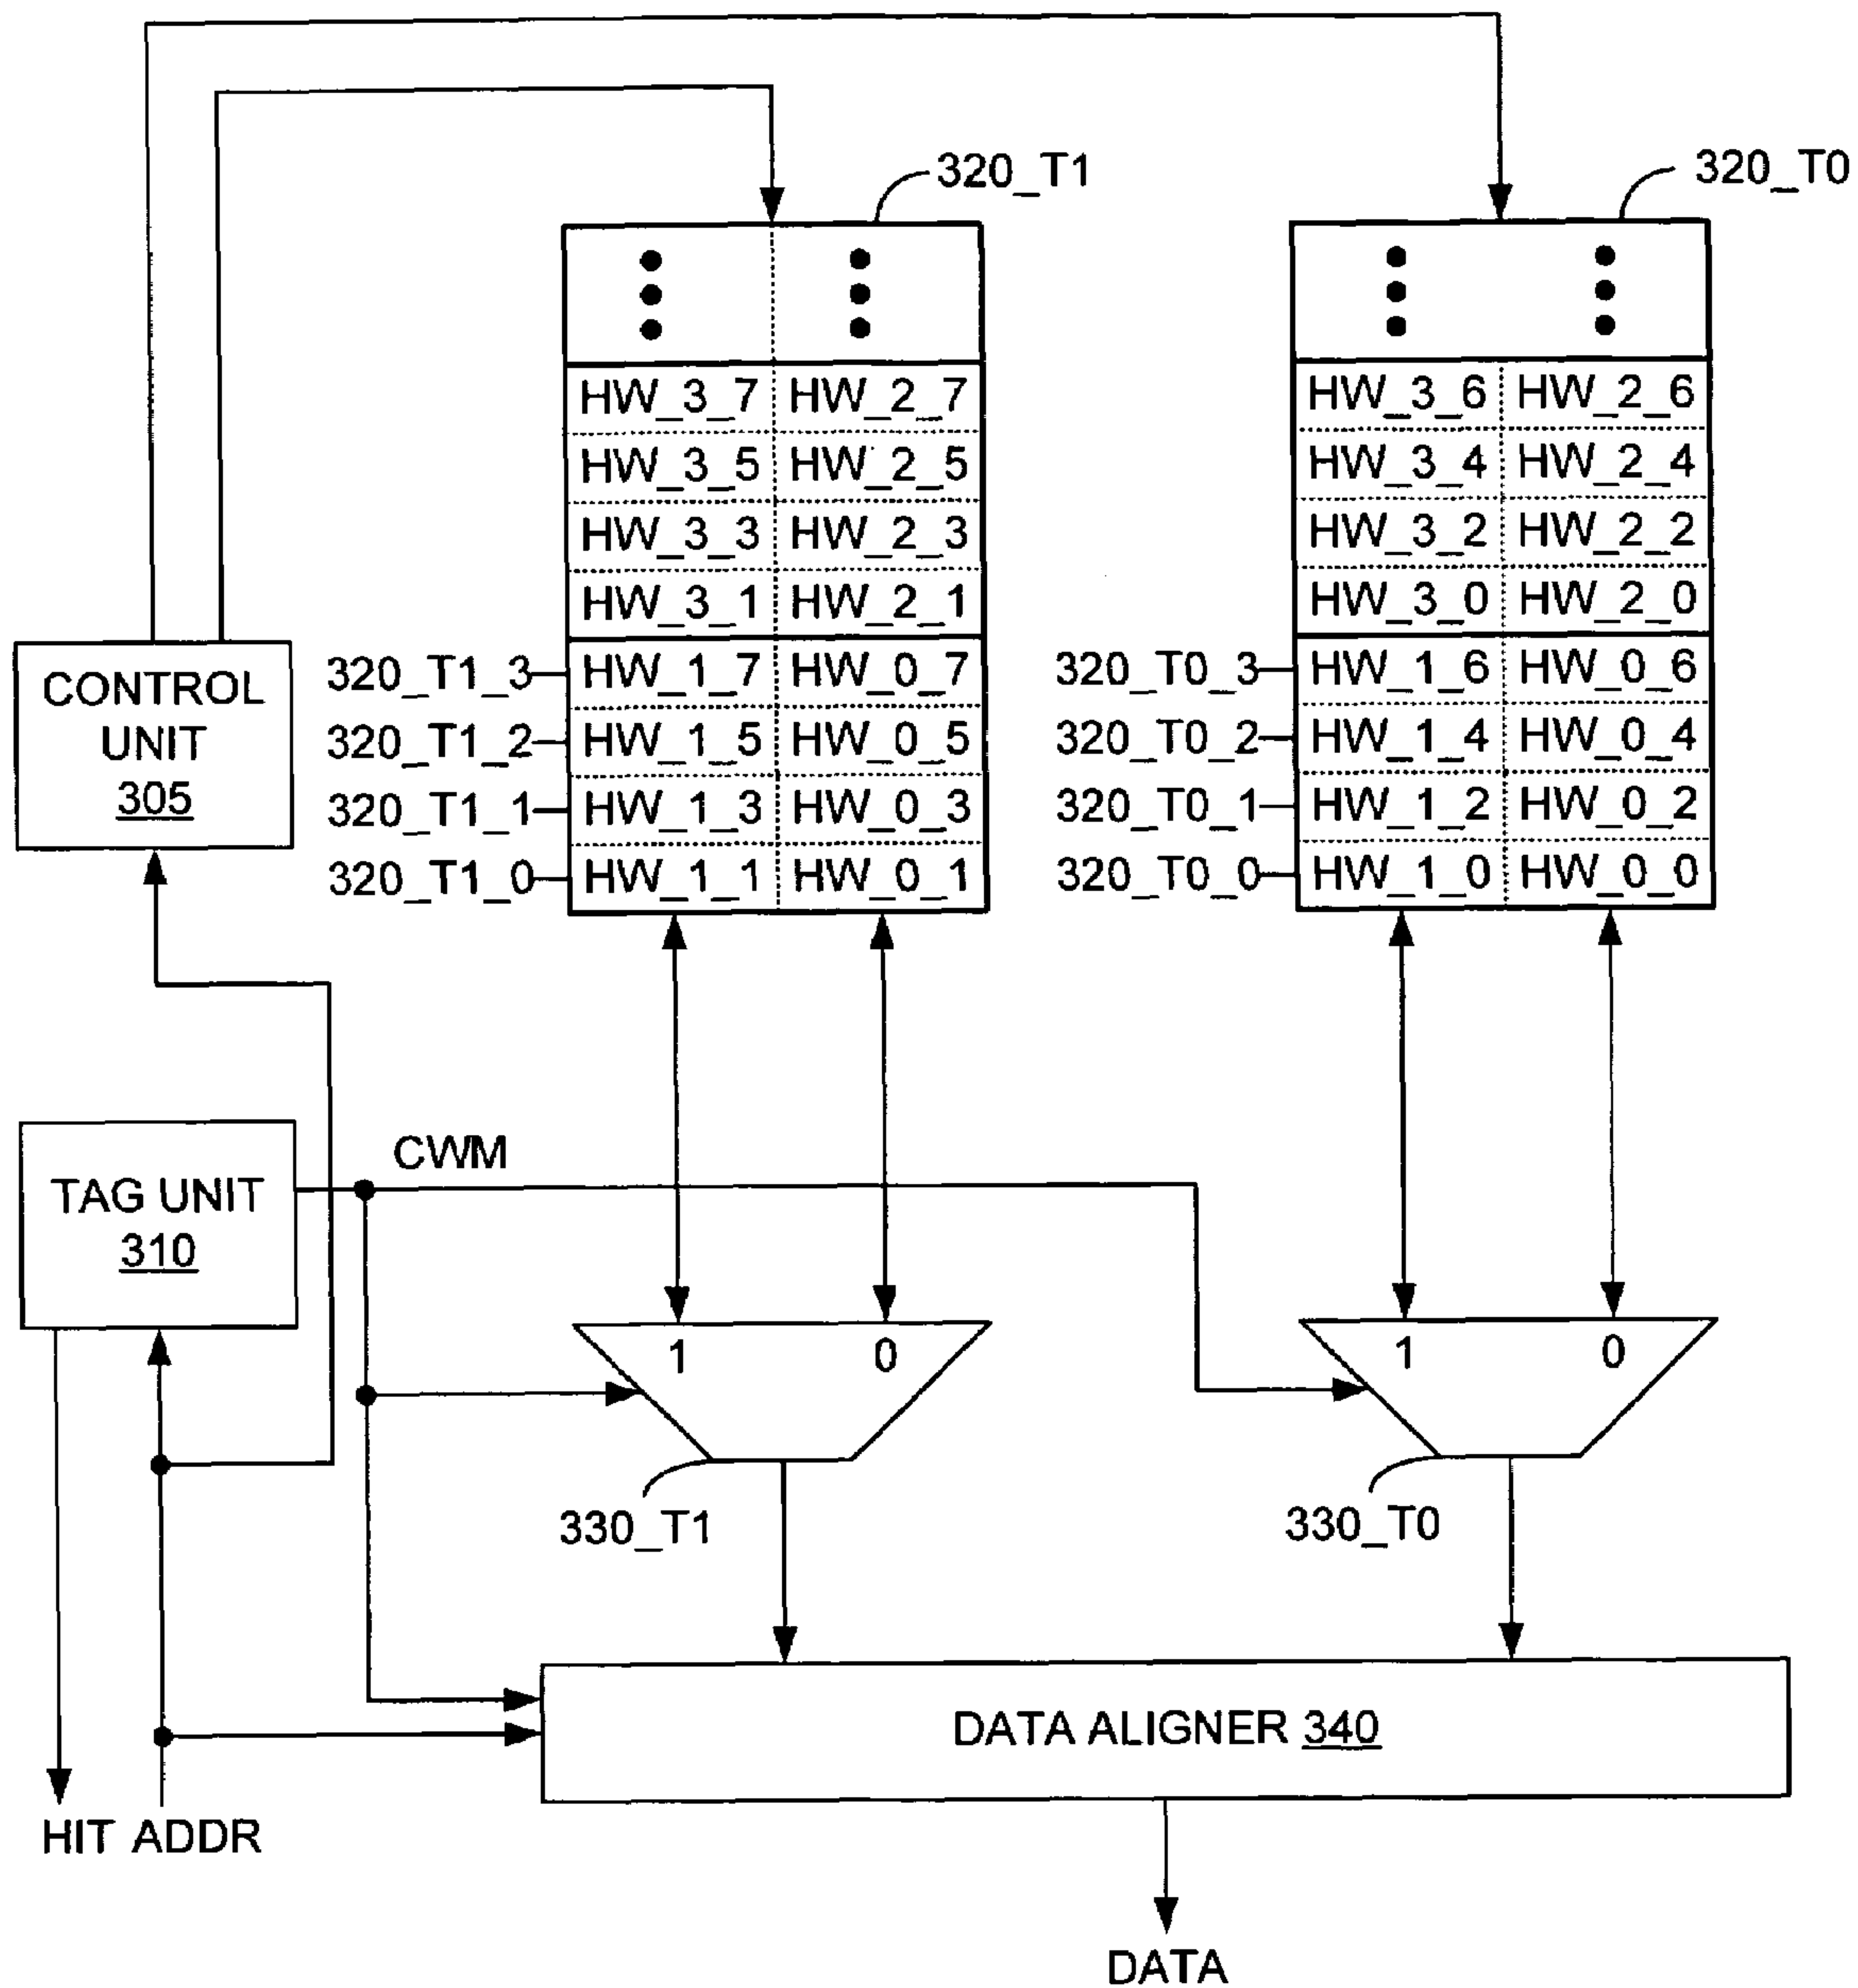 320_T1
320_T0
HW_3_7 HW_2_7
HW_3_5 HW_2_5
HW_3_3 HW_2_3
HW_3_1 HW_2_1
HW_3_6 HW_2_6
HW_3_4 HW_2_4
HW_3_2 HW_2_2
HW_3_0 HW_2_0
CONTROL
UNIT
305
320_T1_3 HW_1_7 HW_0_7
320_T1_2 HW_1_5 HW_0_5
320_T1_1 HW_1_3 HW_0_3
320_T1_0 HW_1_1 HW_0_1
320_T0_3 HW_1_6 HW_0_6
320_T0_2 HW_1_4 HW_0_4
320_T0_1 HW_1_2 HW_0_2
320_T0_0 HW_1_0 HW_0_0
TAG UNIT
310
CWM
1 0
1 0
330_T1
330_T0
DATA ALIGNER 340
HIT ADDR
DATA